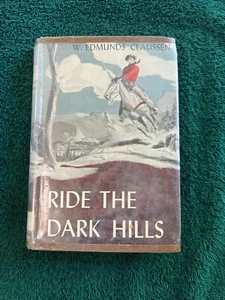 W. EDMUNDS CLAUSSEN
RIDE THE
DARK HILLS